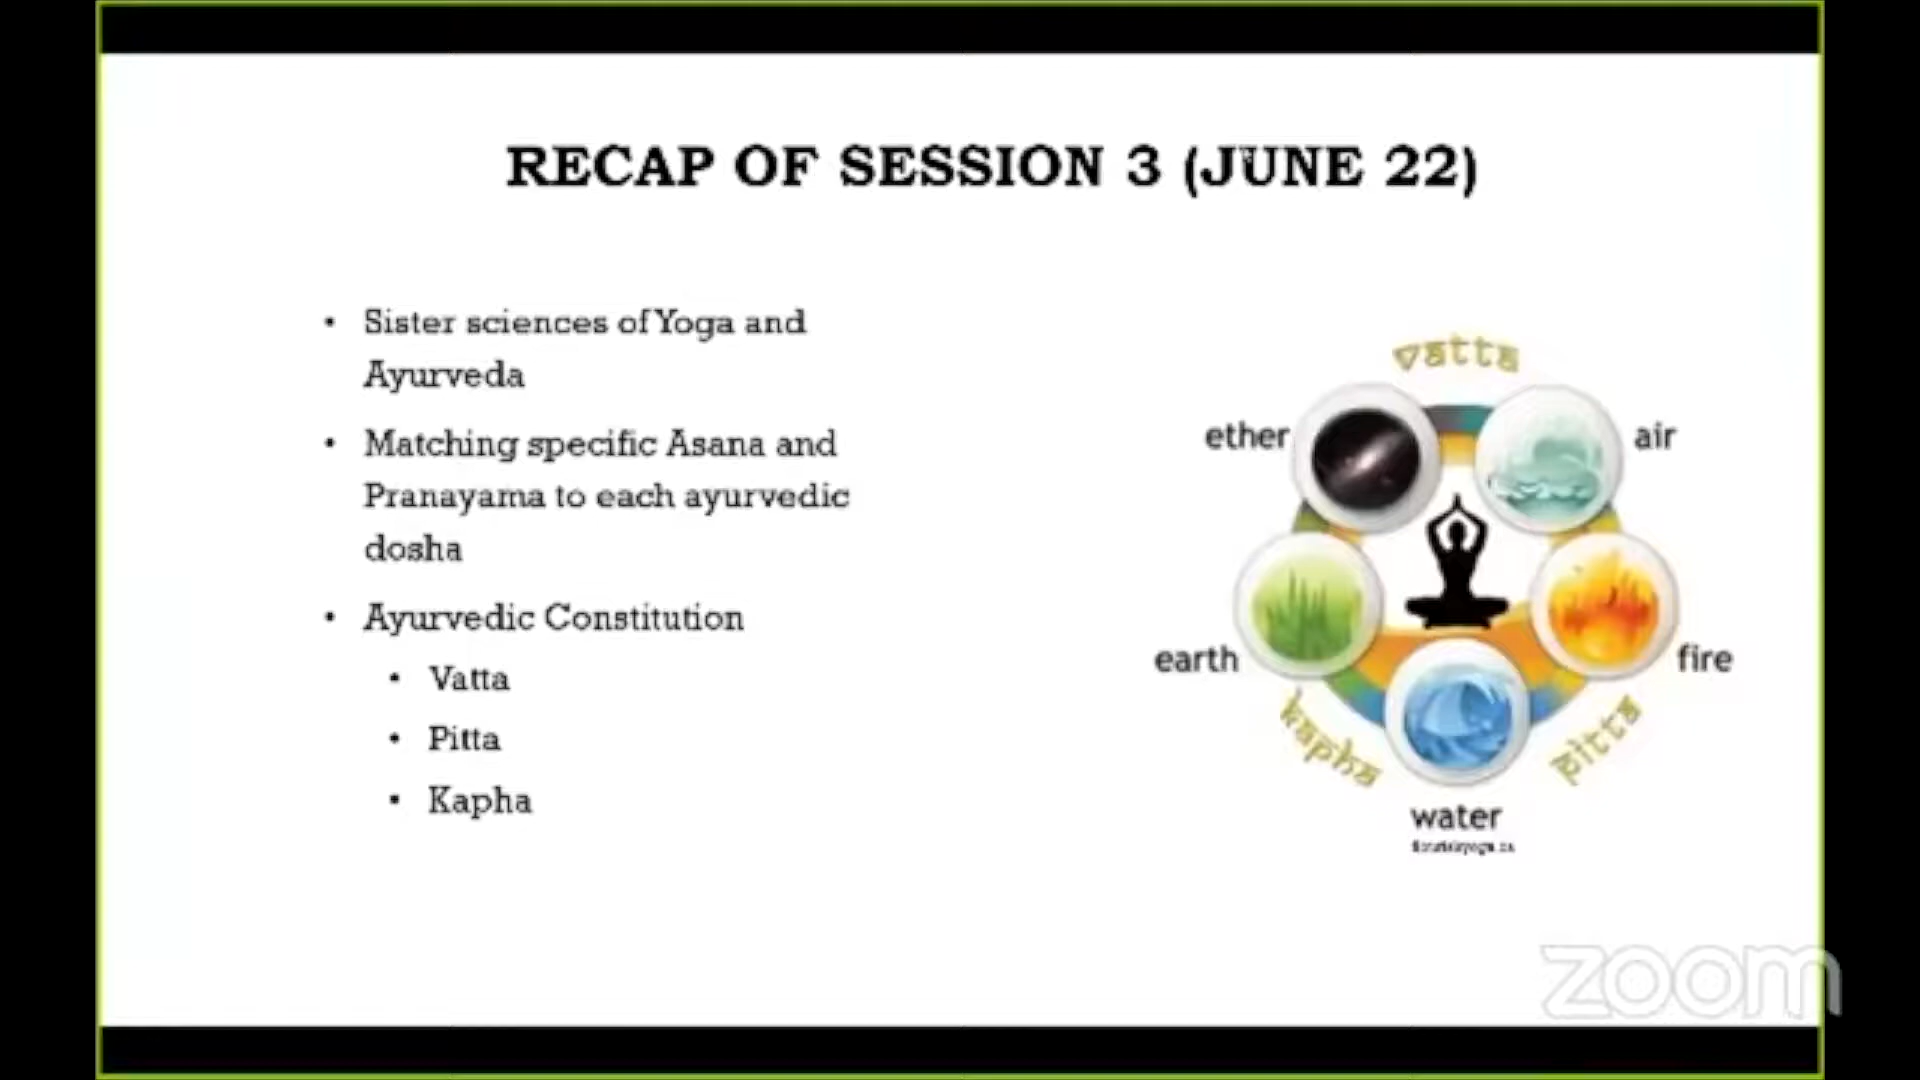 RECAP OF SESSION 3 (JUNE 22)
• Sister sciences of Yoga and
Ayurveda
• Matching specific Asana and
Pranayama to each ayurvedic
dosha
• Ayurvedic Constitution
• Vatta
• Pitta
• Kapha
vatta
ether
air
earth
fire
kapha
pitta
water
zoom